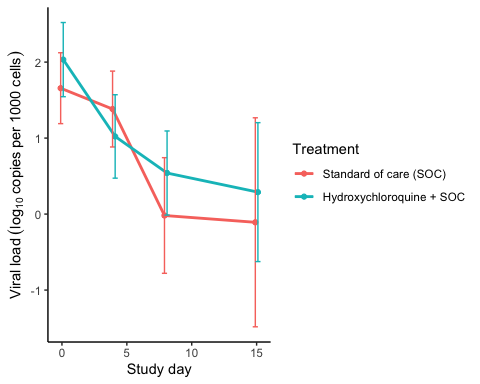 Viral load (log10 copies per 1000 cells)
2
1
0
-1
0 5 10 15
Study day
Treatment
Standard of care (SOC)
Hydroxychloroquine + SOC